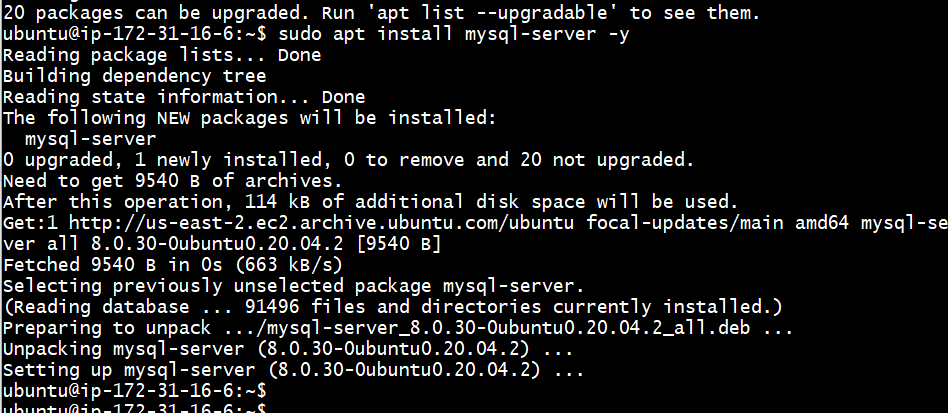 20 packages can be upgraded. Run 'apt list --upgradable' to see them.
ubuntu@ip-172-31-16-6:~$ sudo apt install mysql-server -y
Reading package lists... Done
Building dependency tree
Reading state information... Done
The following NEW packages will be installed:
  mysql-server
0 upgraded, 1 newly installed, 0 to remove and 20 not upgraded.
Need to get 9540 B of archives.
After this operation, 114 kB of additional disk space will be used.
Get:1 http://us-east-2.ec2.archive.ubuntu.com/ubuntu focal-updates/main amd64 mysql-se
ver all 8.0.30-0ubuntu0.20.04.2 [9540 B]
Fetched 9540 B in 0s (663 kB/s)
Selecting previously unselected package mysql-server.
(Reading database ... 91496 files and directories currently installed.)
Preparing to unpack .../mysql-server_8.0.30-0ubuntu0.20.04.2_all.deb ...
Unpacking mysql-server (8.0.30-0ubuntu0.20.04.2) ...
Setting up mysql-server (8.0.30-0ubuntu0.20.04.2) ...
ubuntu@ip-172-31-16-6:~$
ubuntu@ip-172-31-16-6:~$